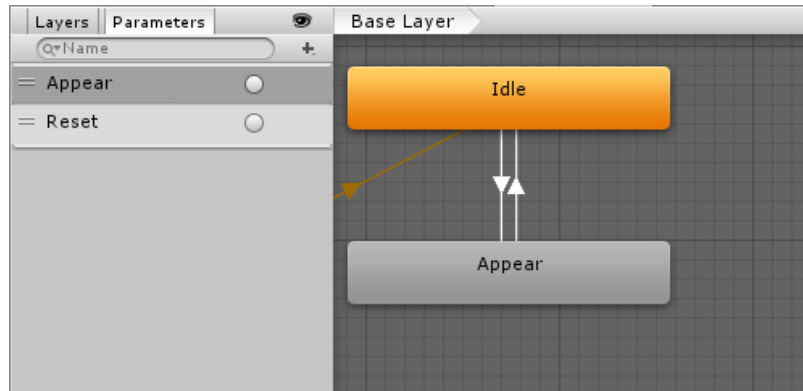 Layers Parameters Base Layer
Name
Appear
Reset
Idle
Appear